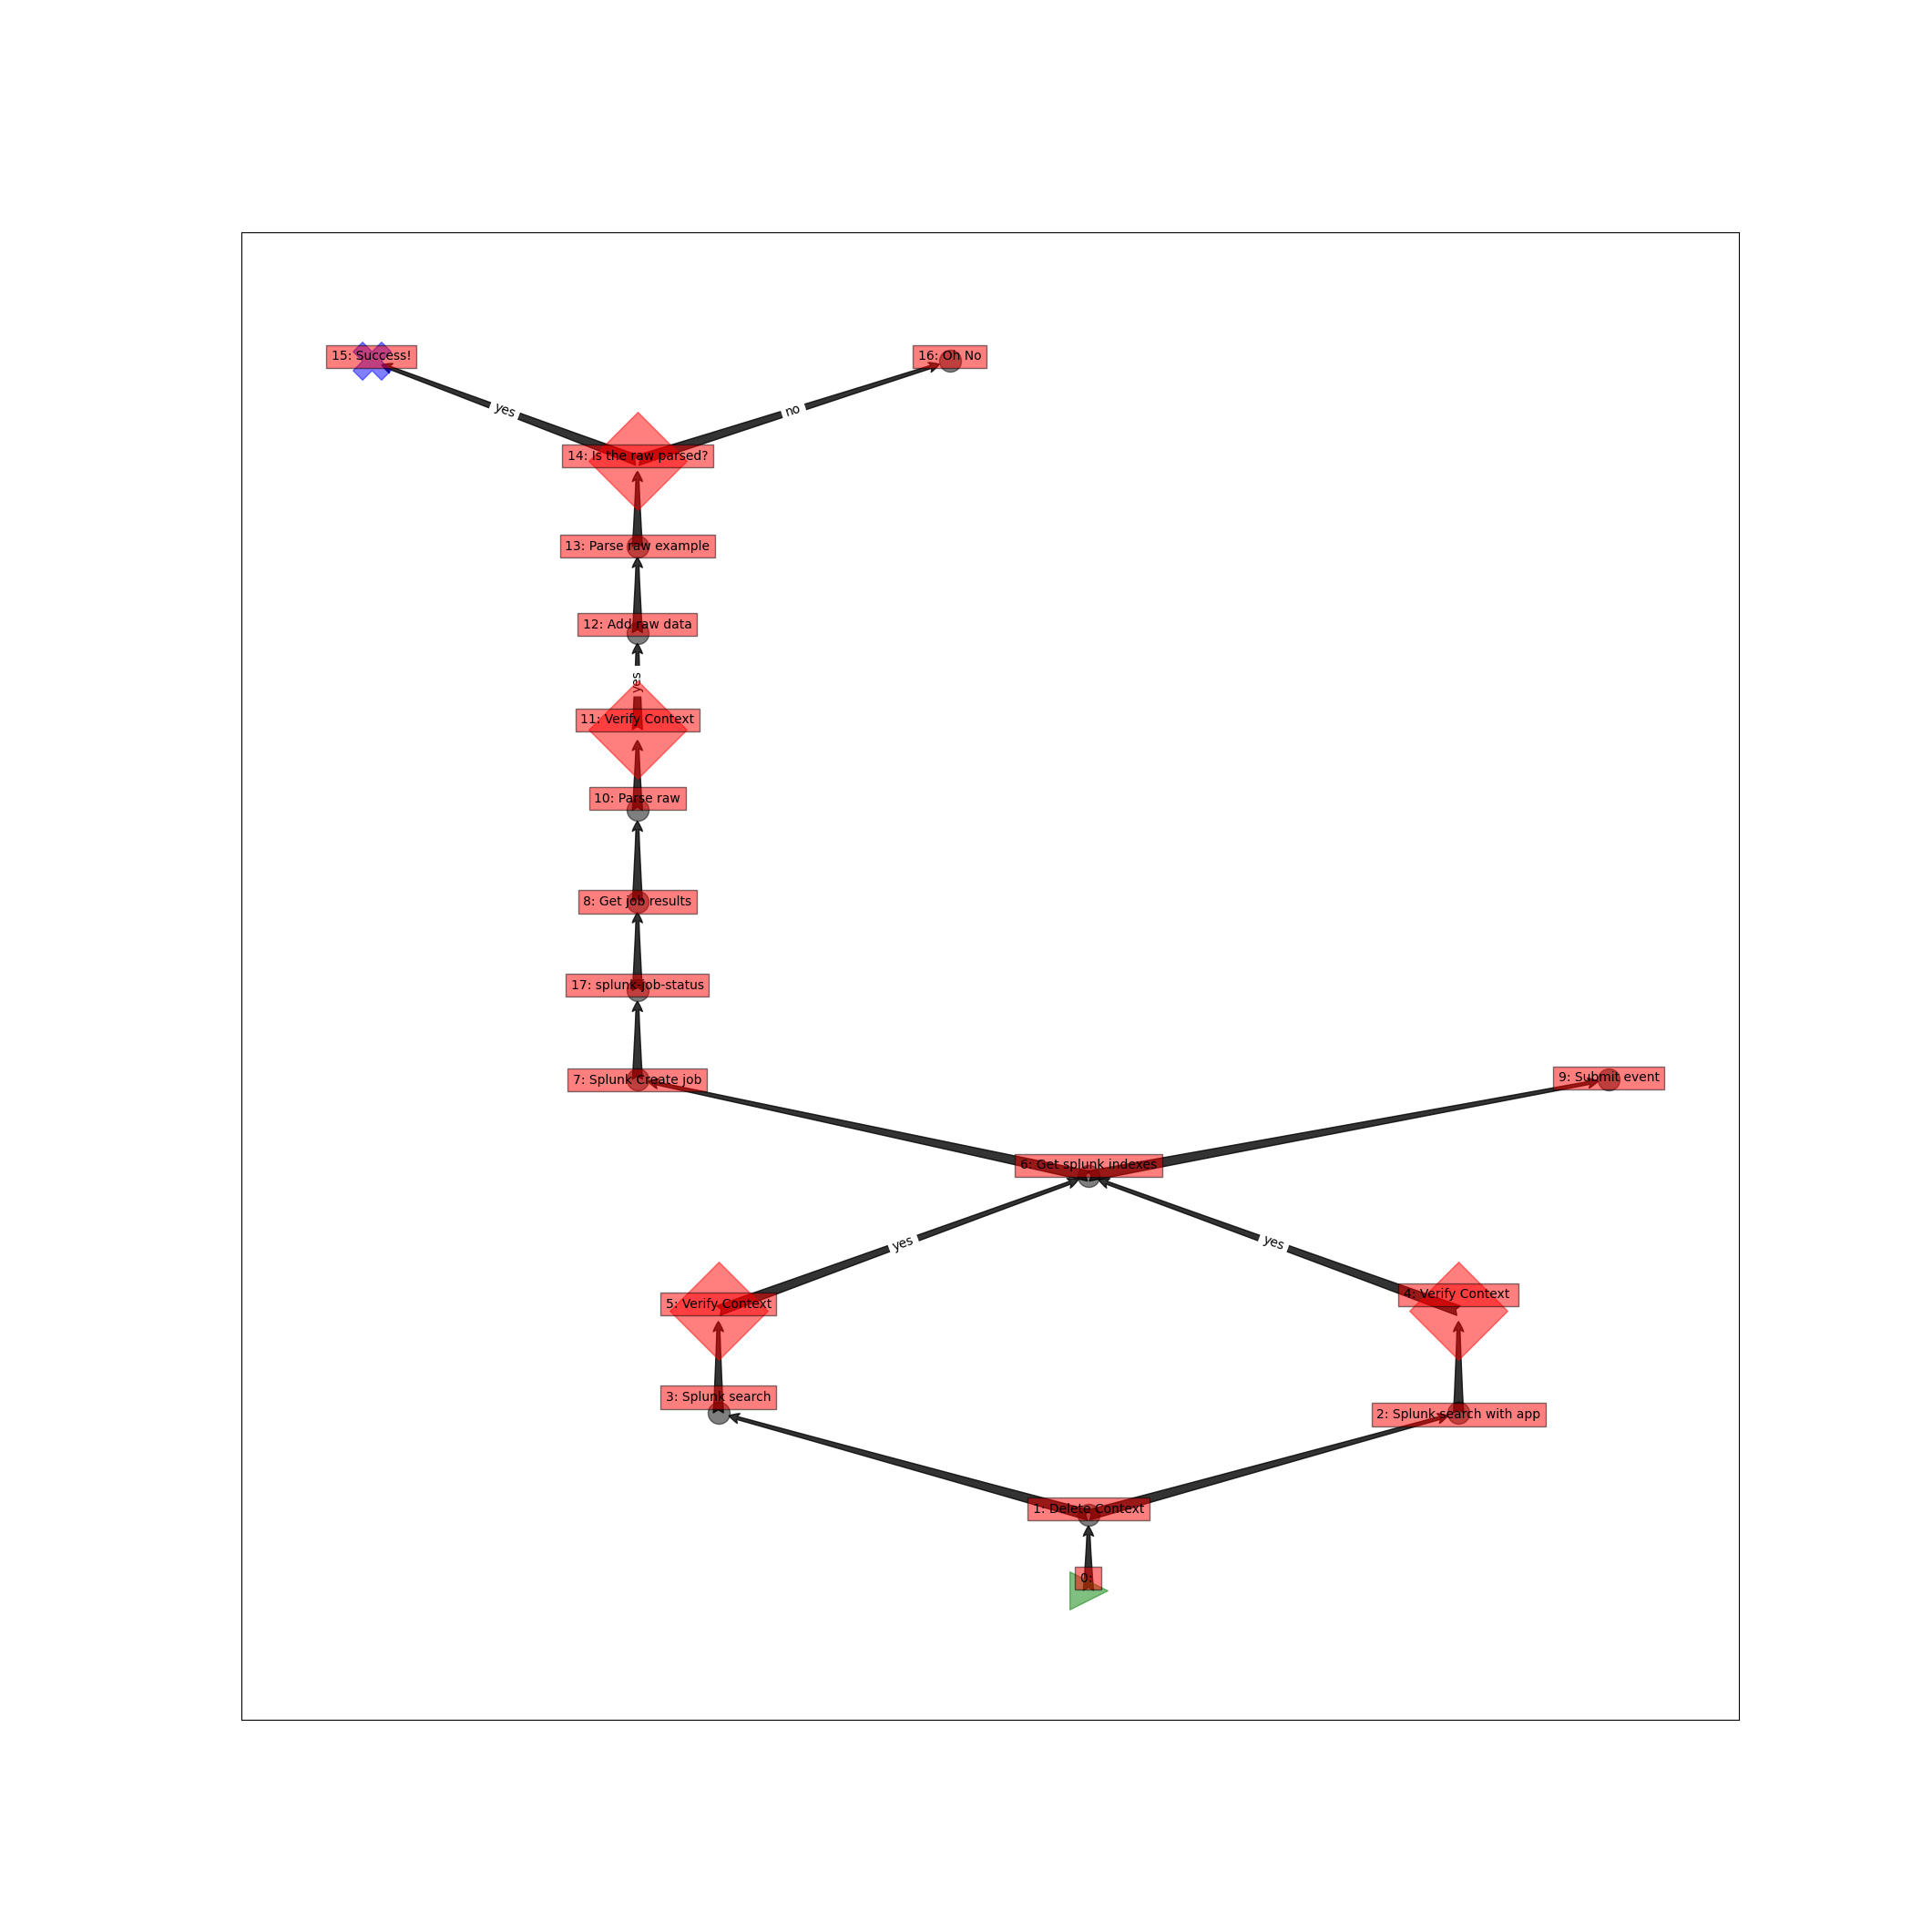 15: Success!
16: Oh No
yes
no
14: Is the raw parsed?
13: Parse raw example
12: Add raw data
yes
11: Verify Context
10: Parse raw
8: Get job results
17: splunk-job-status
7: Splunk Create job
9: Submit event
6: Get splunk indexes
yes
yes
5: Verify Context
4: Verify Context
3: Splunk search
2: Splunk search with app
1: Delete Context
0: